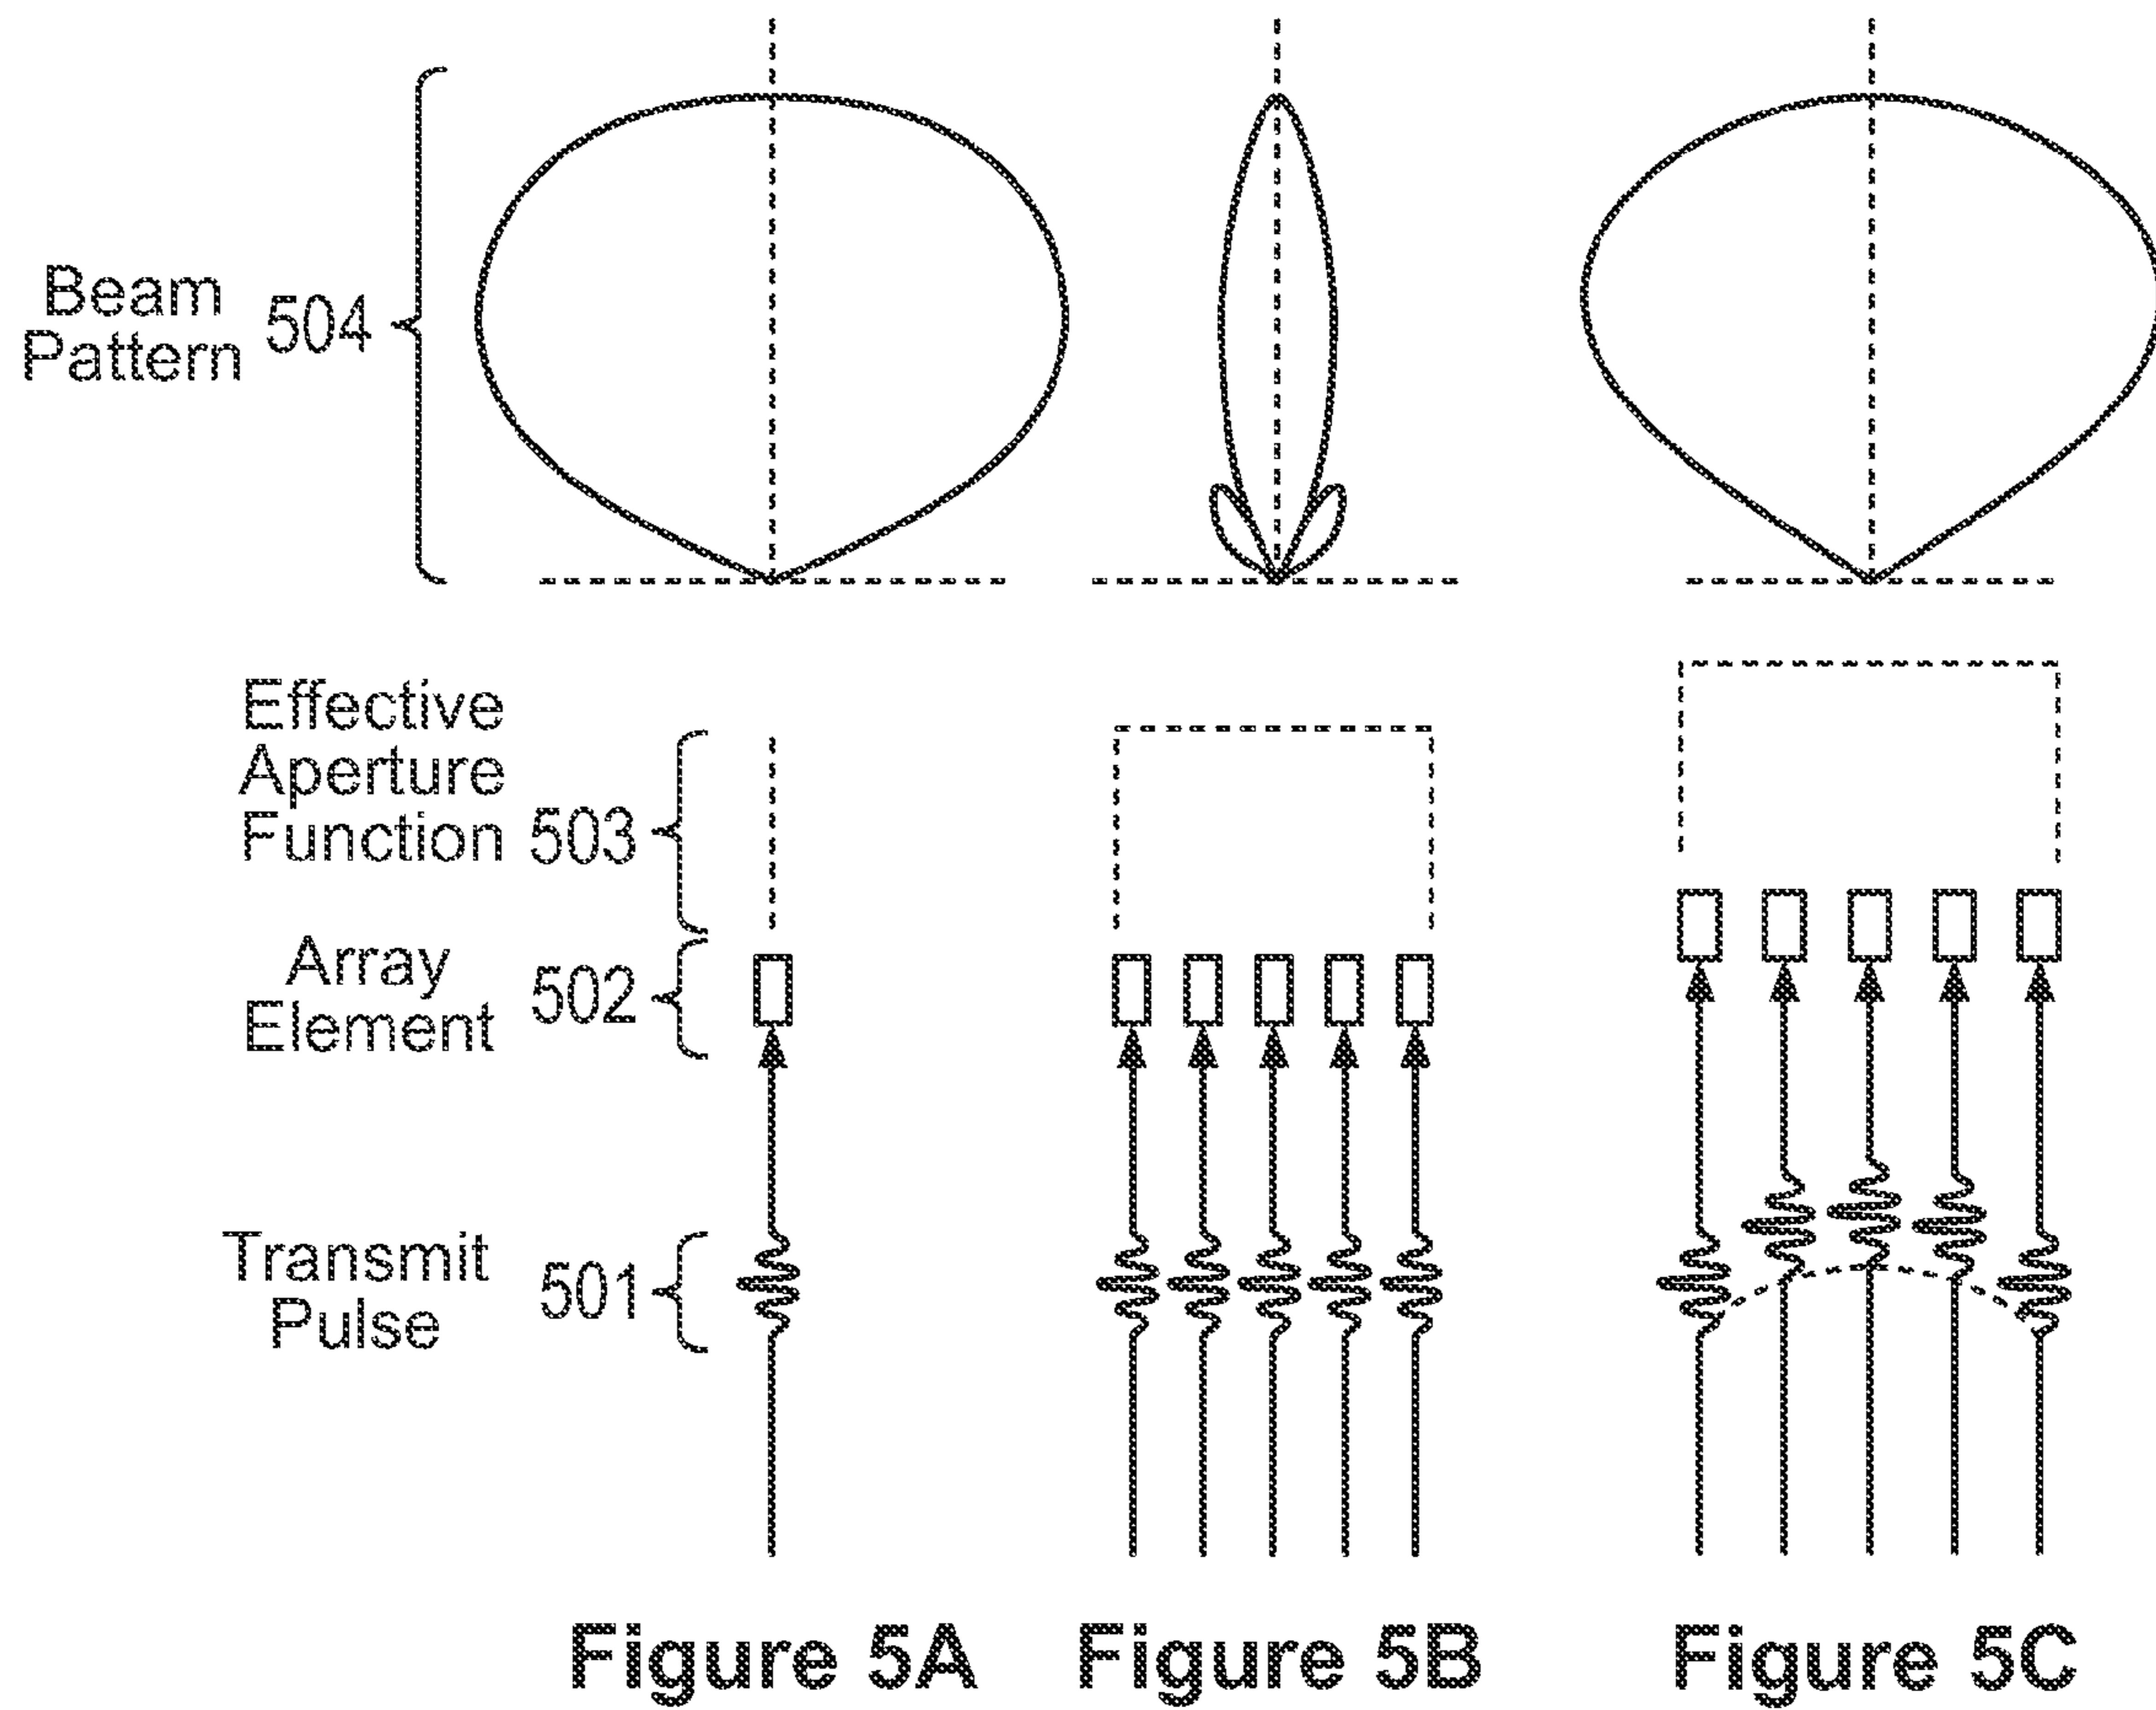 Beam
Pattern 504
Effective
Aperture
Function 503
Array
Element 502
Transmit
Pulse 501
Figure 5A Figure 5B Figure 5C